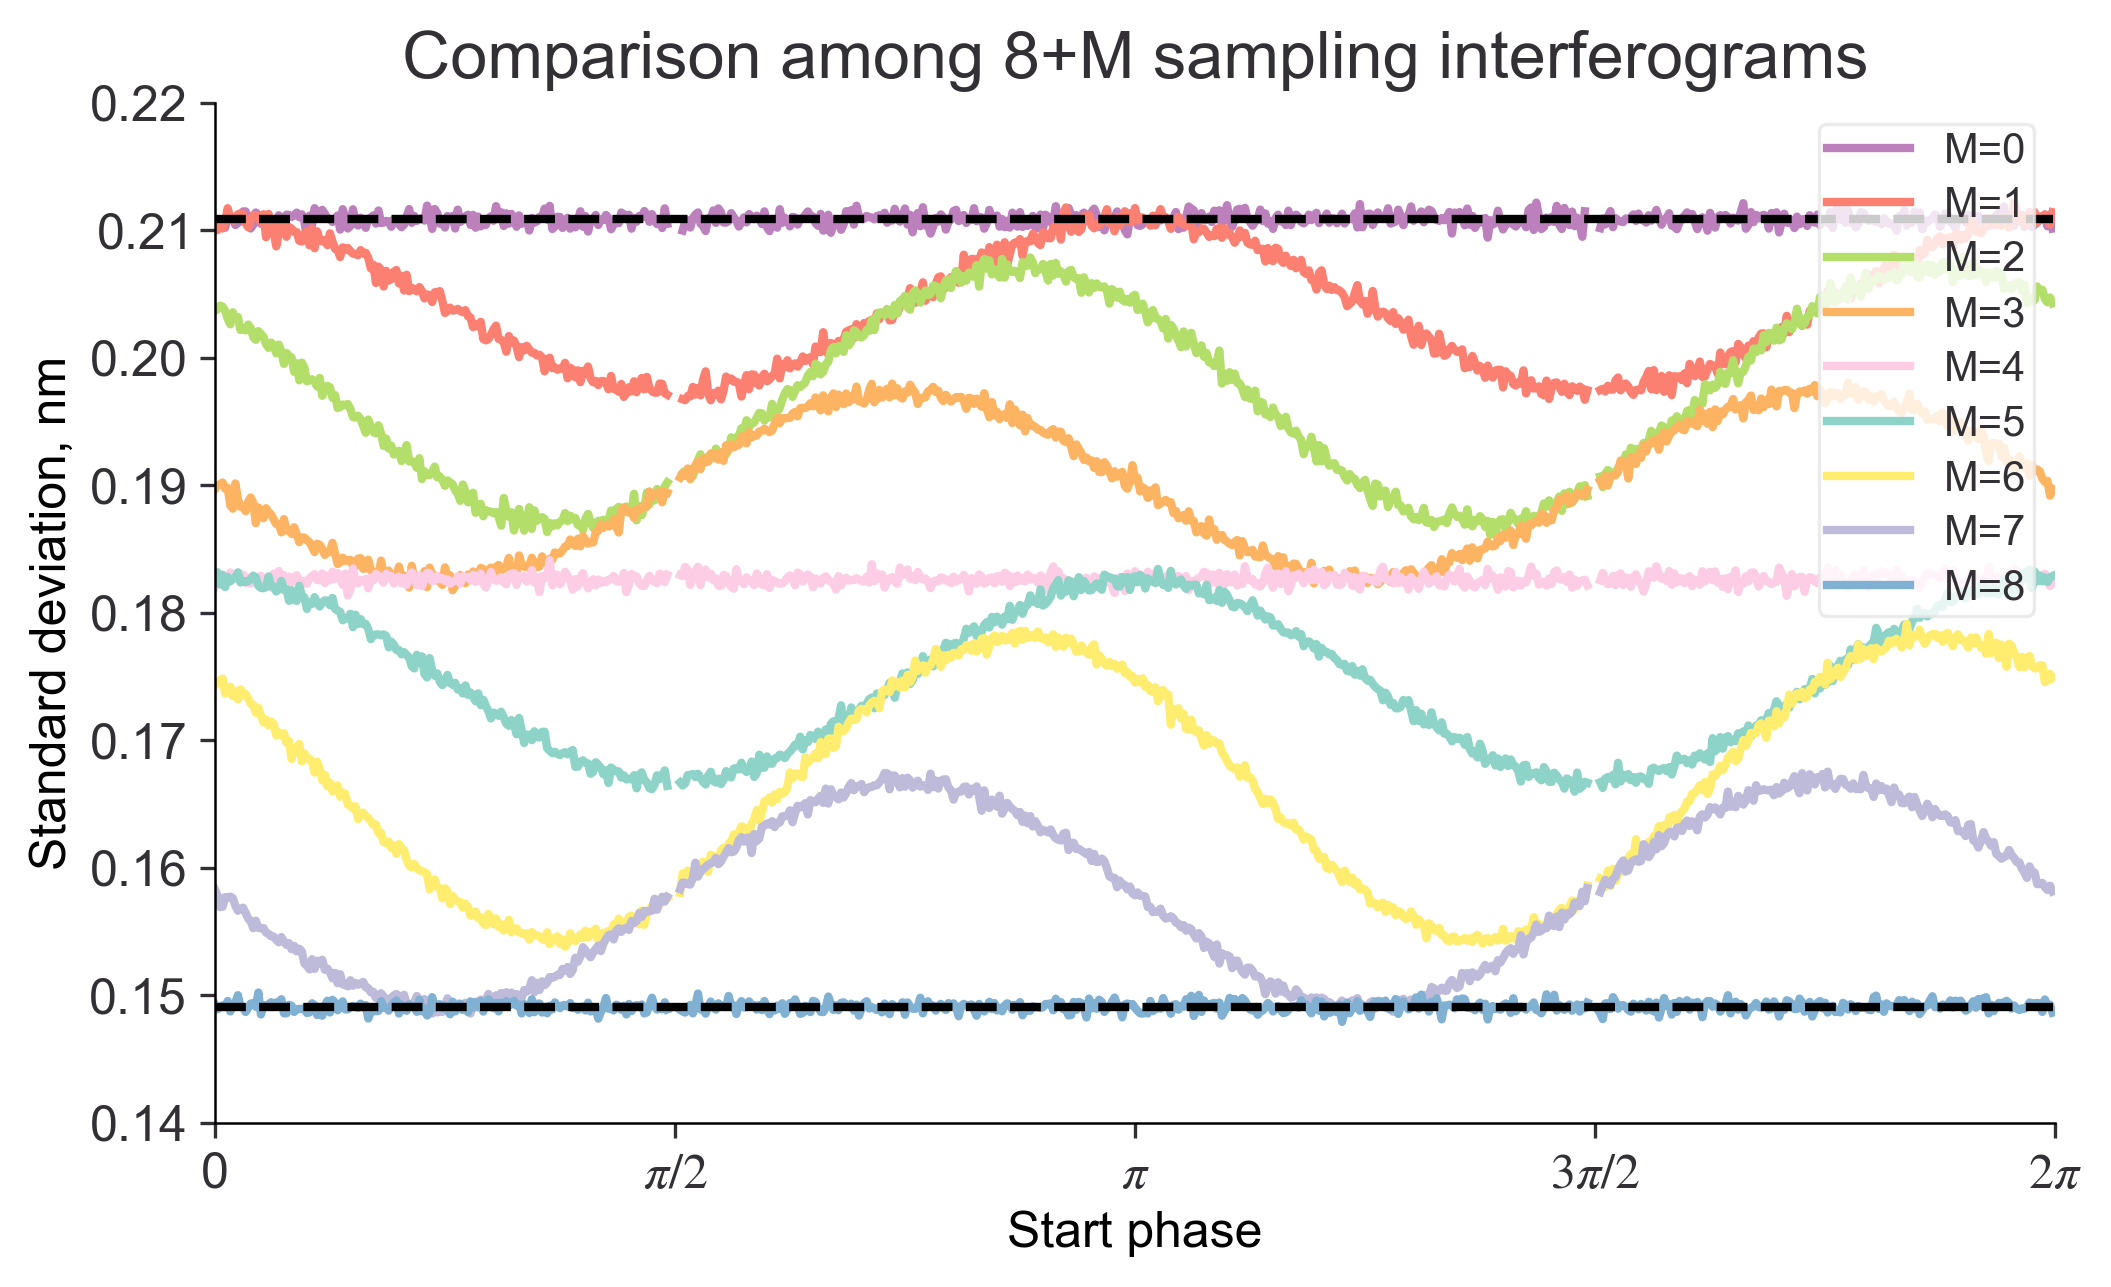 Comparison among 8+M sampling interferograms
0.22
0.21
0.20
0.19
0.18
0.17
0.16
0.15
0.14
Standard deviation, nm
M=0
M=1
M=2
M=3
M=4
M=5
M=6
M=7
M=8
0 π/2 π 3π/2 2π
Start phase